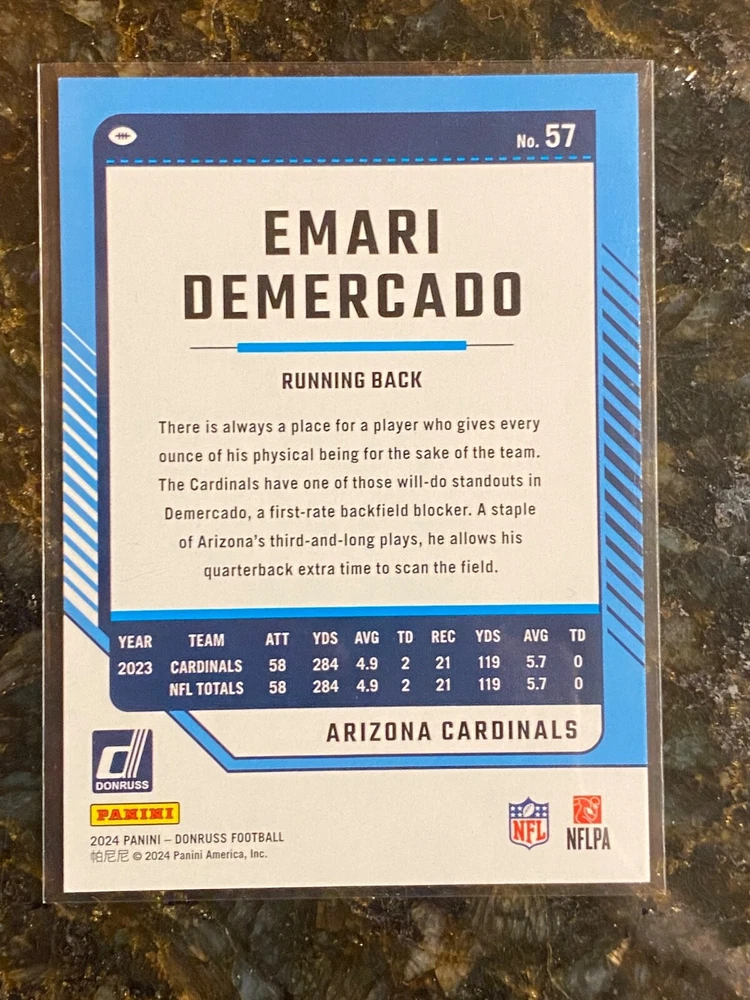 No. 57
EMARI
DEMERCADO
RUNNING BACK
There is always a place for a player who gives every
ounce of his physical being for the sake of the team.
The Cardinals have one of those will-do standouts in
Demercado, a first-rate backfield blocker. A staple
of Arizona's third-and-long plays, he allows his
quarterback extra time to scan the field.
YEAR TEAM ATT YDS AVG TD REC YDS AVG TD
2023 CARDINALS 58 284 4.9 2 21 119 5.7 0
NFL TOTALS 58 284 4.9 2 21 119 5.7 0
ARIZONA CARDINALS
d
DONRUSS
PANINI
2024 PANINI – DONRUSS FOOTBALL
帕尼尼 © 2024 Panini America, Inc.
NFL
NFLPA